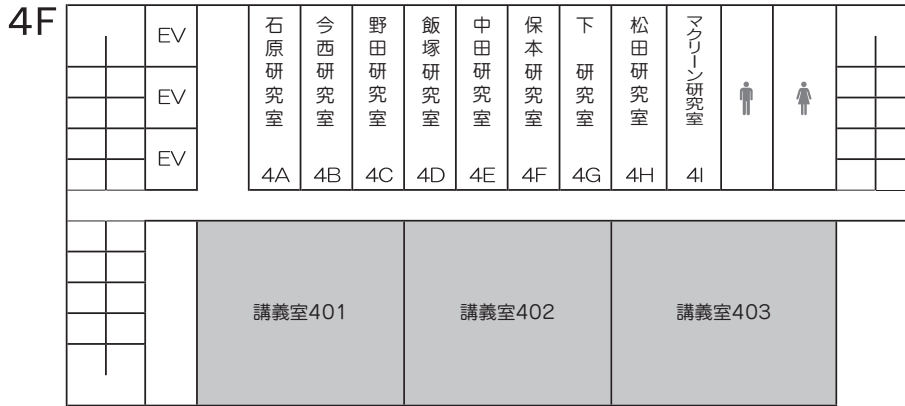 4F
EV
EV
EV
石原研究室
4A
今西研究室
4B
野田研究室
4C
飯塚研究室
4D
中田研究室
4E
保本研究室
4F
下 研究室
4G
松田研究室
4H
マクリーン研究室
4I
講義室401
講義室402
講義室403